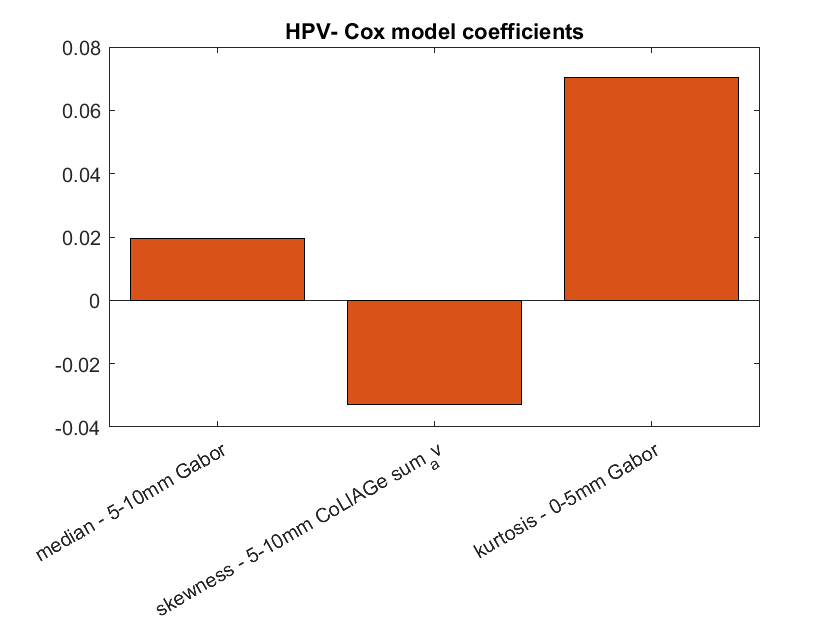 HPV- Cox model coefficients
0.08
0.06
0.04
0.02
0
-0.02
-0.04
median - 5-10mm Gabor
skewness - 5-10mm CoLlAGe sum_av
kurtosis - 0-5mm Gabor